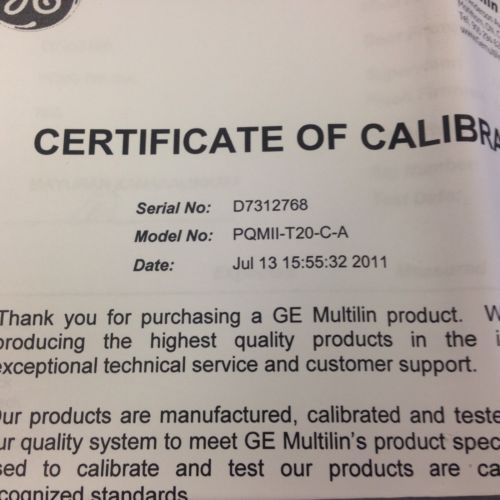 CERTIFICATE OF CALIBRA
Serial No: D7312768
Model No: PQMII-T20-C-A
Date: Jul 13 15:55:32 2011
Thank you for purchasing a GE Multilin product. W
producing the highest quality products in the i
exceptional technical service and customer support.
Our products are manufactured, calibrated and teste
ur quality system to meet GE Multilin's product spec
sed to calibrate and test our products are ca
cognized standards